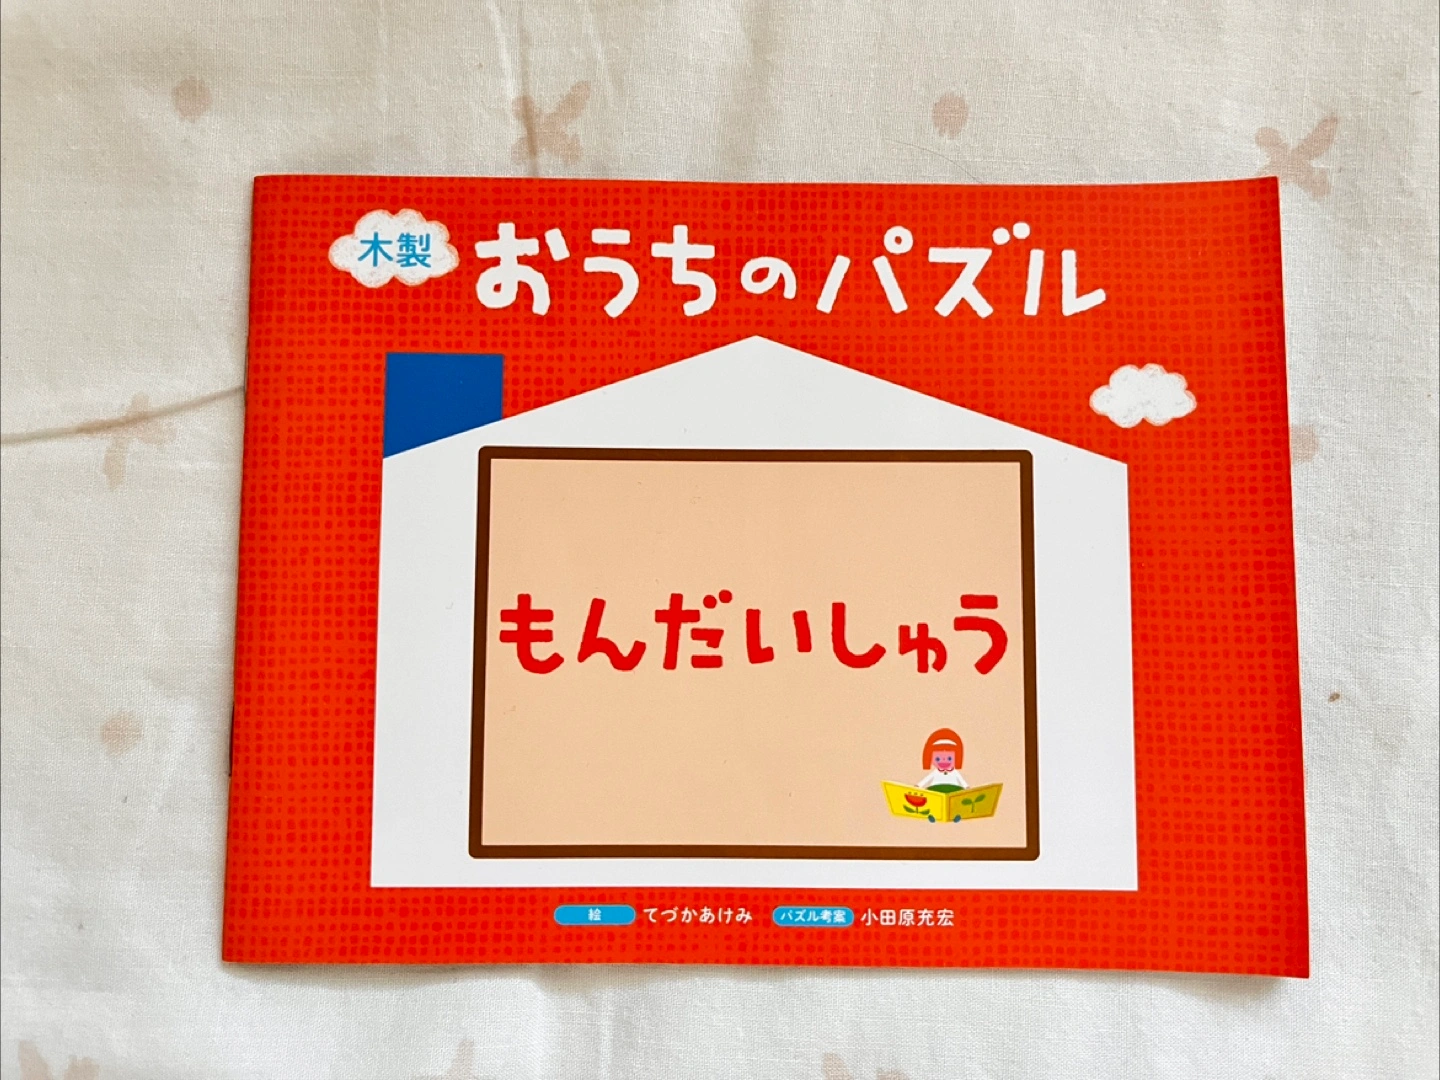 木製 おうちのパズル
もんだいしゅう
絵 てづかあけみ パズル考案 小田原充宏